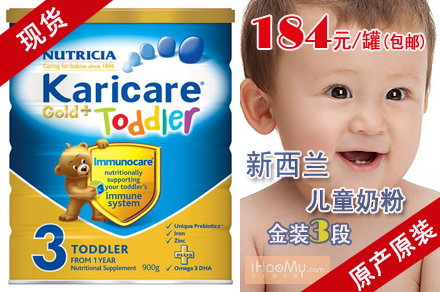 现货
NUTRICIA
Caring for babies since 1896
Karicare®
Gold+
Toddler
Immunocare*
nutritionally
supporting
your toddler's
immune
system
Unique Prebiotics^
Iron
Zinc
Omega 3 DHA
3 TODDLER
FROM 1 YEAR
Nutritional Supplement
900g
184元/罐(包邮)
新西兰
儿童奶粉
金装3段
iHaoMy.com
原产原装